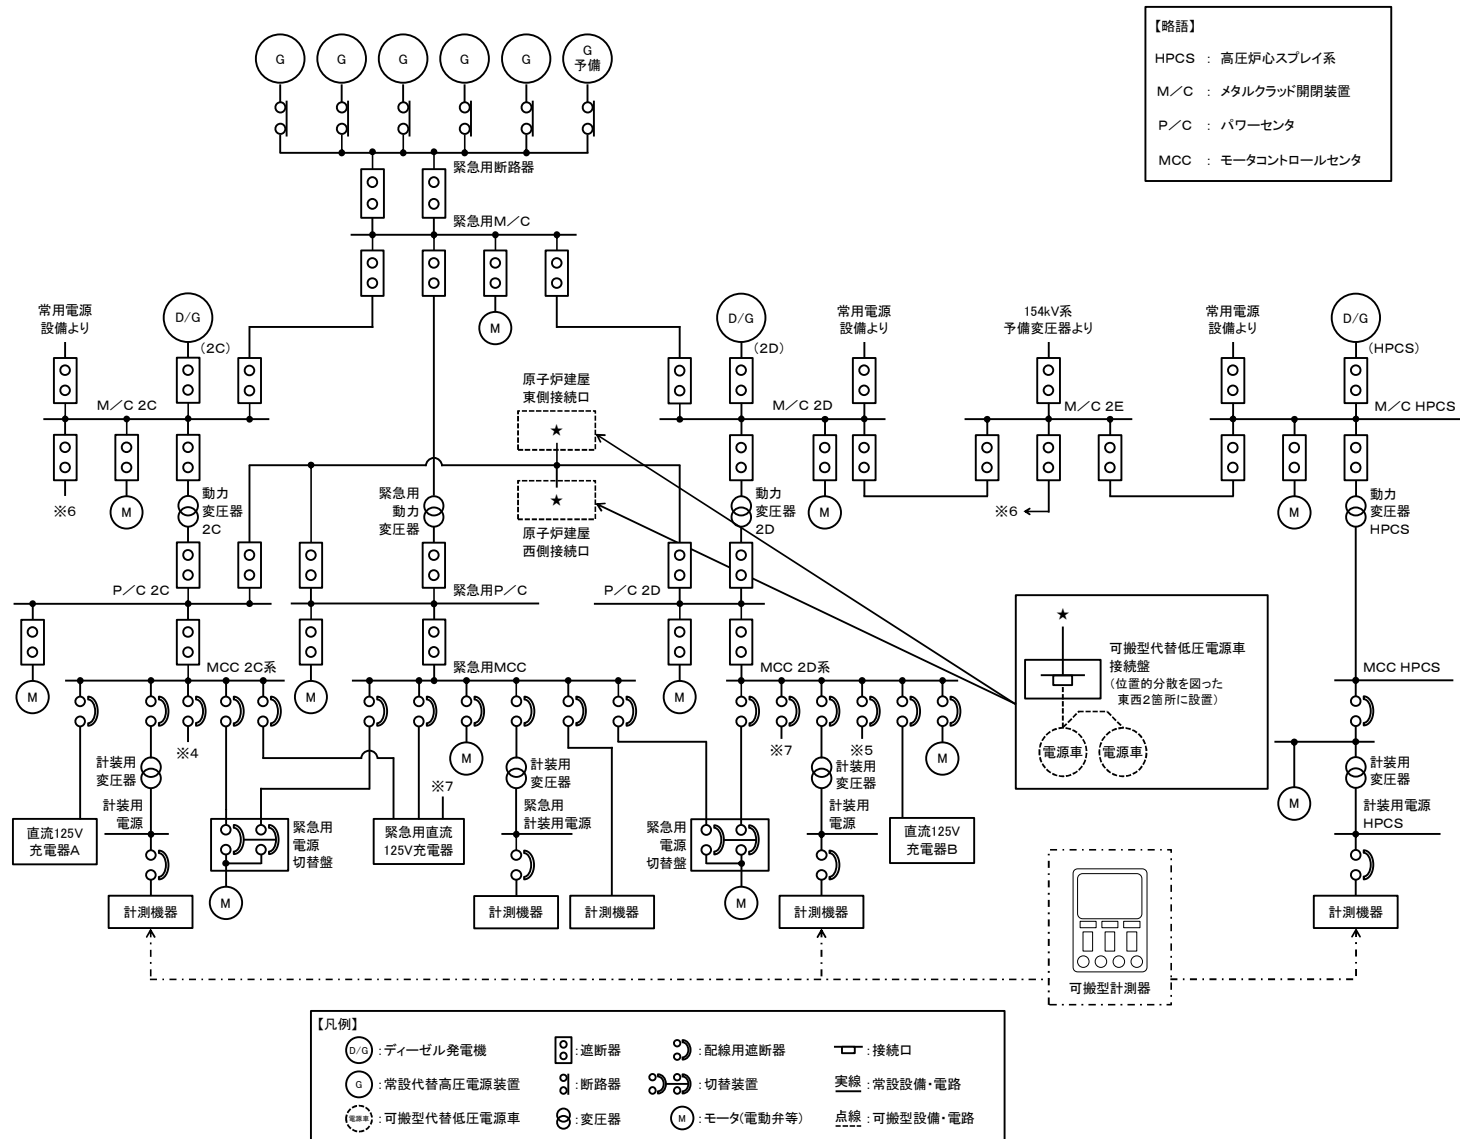 【略語】
HPCS : 高圧炉心スプレイ系
M/C : メタルクラッド開閉装置
P/C : パワーセンタ
MCC : モータコントロールセンタ
G
G
G
G
G
G
予備
緊急用断路器
緊急用M/C
M
常用電源
設備より
D/G
(2C)
M/C 2C
※6
M
動力
変圧器
2C
原子炉建屋
東側接続口
★
★
原子炉建屋
西側接続口
緊急用
動力
変圧器
D/G
(2D)
常用電源
設備より
M/C 2D
M
動力
変圧器
2D
154kV系
予備変圧器より
M/C 2E
※6
常用電源
設備より
D/G
(HPCS)
M/C HPCS
M
動力
変圧器
HPCS
P/C 2C
緊急用P/C
P/C 2D
M
MCC 2C系
M
緊急用MCC
M
MCC 2D系
MCC HPCS
★
可搬型代替低圧電源車
接続盤
(位置的分散を図った
東西2箇所に設置)
電源車
電源車
※4
計装用
変圧器
計装用
電源
直流125V
充電器A
緊急用
電源
切替盤
M
計測機器
※7
緊急用直流
125V充電器
M
計装用
変圧器
緊急用
計装用電源
計測機器
計測機器
緊急用
電源
切替盤
M
※7
※5
計装用
変圧器
計装用
電源
直流125V
充電器B
M
計測機器
M
計装用
変圧器
計装用電源
HPCS
計測機器
可搬型計測器
【凡例】
D/G :ディーゼル発電機
:遮断器
:配線用遮断器
:接続口
G :常設代替高圧電源装置
:断路器
:切替装置
実線 :常設設備・電路
電源車 :可搬型代替低圧電源車
:変圧器
M :モータ(電動弁等)
点線 :可搬型設備・電路